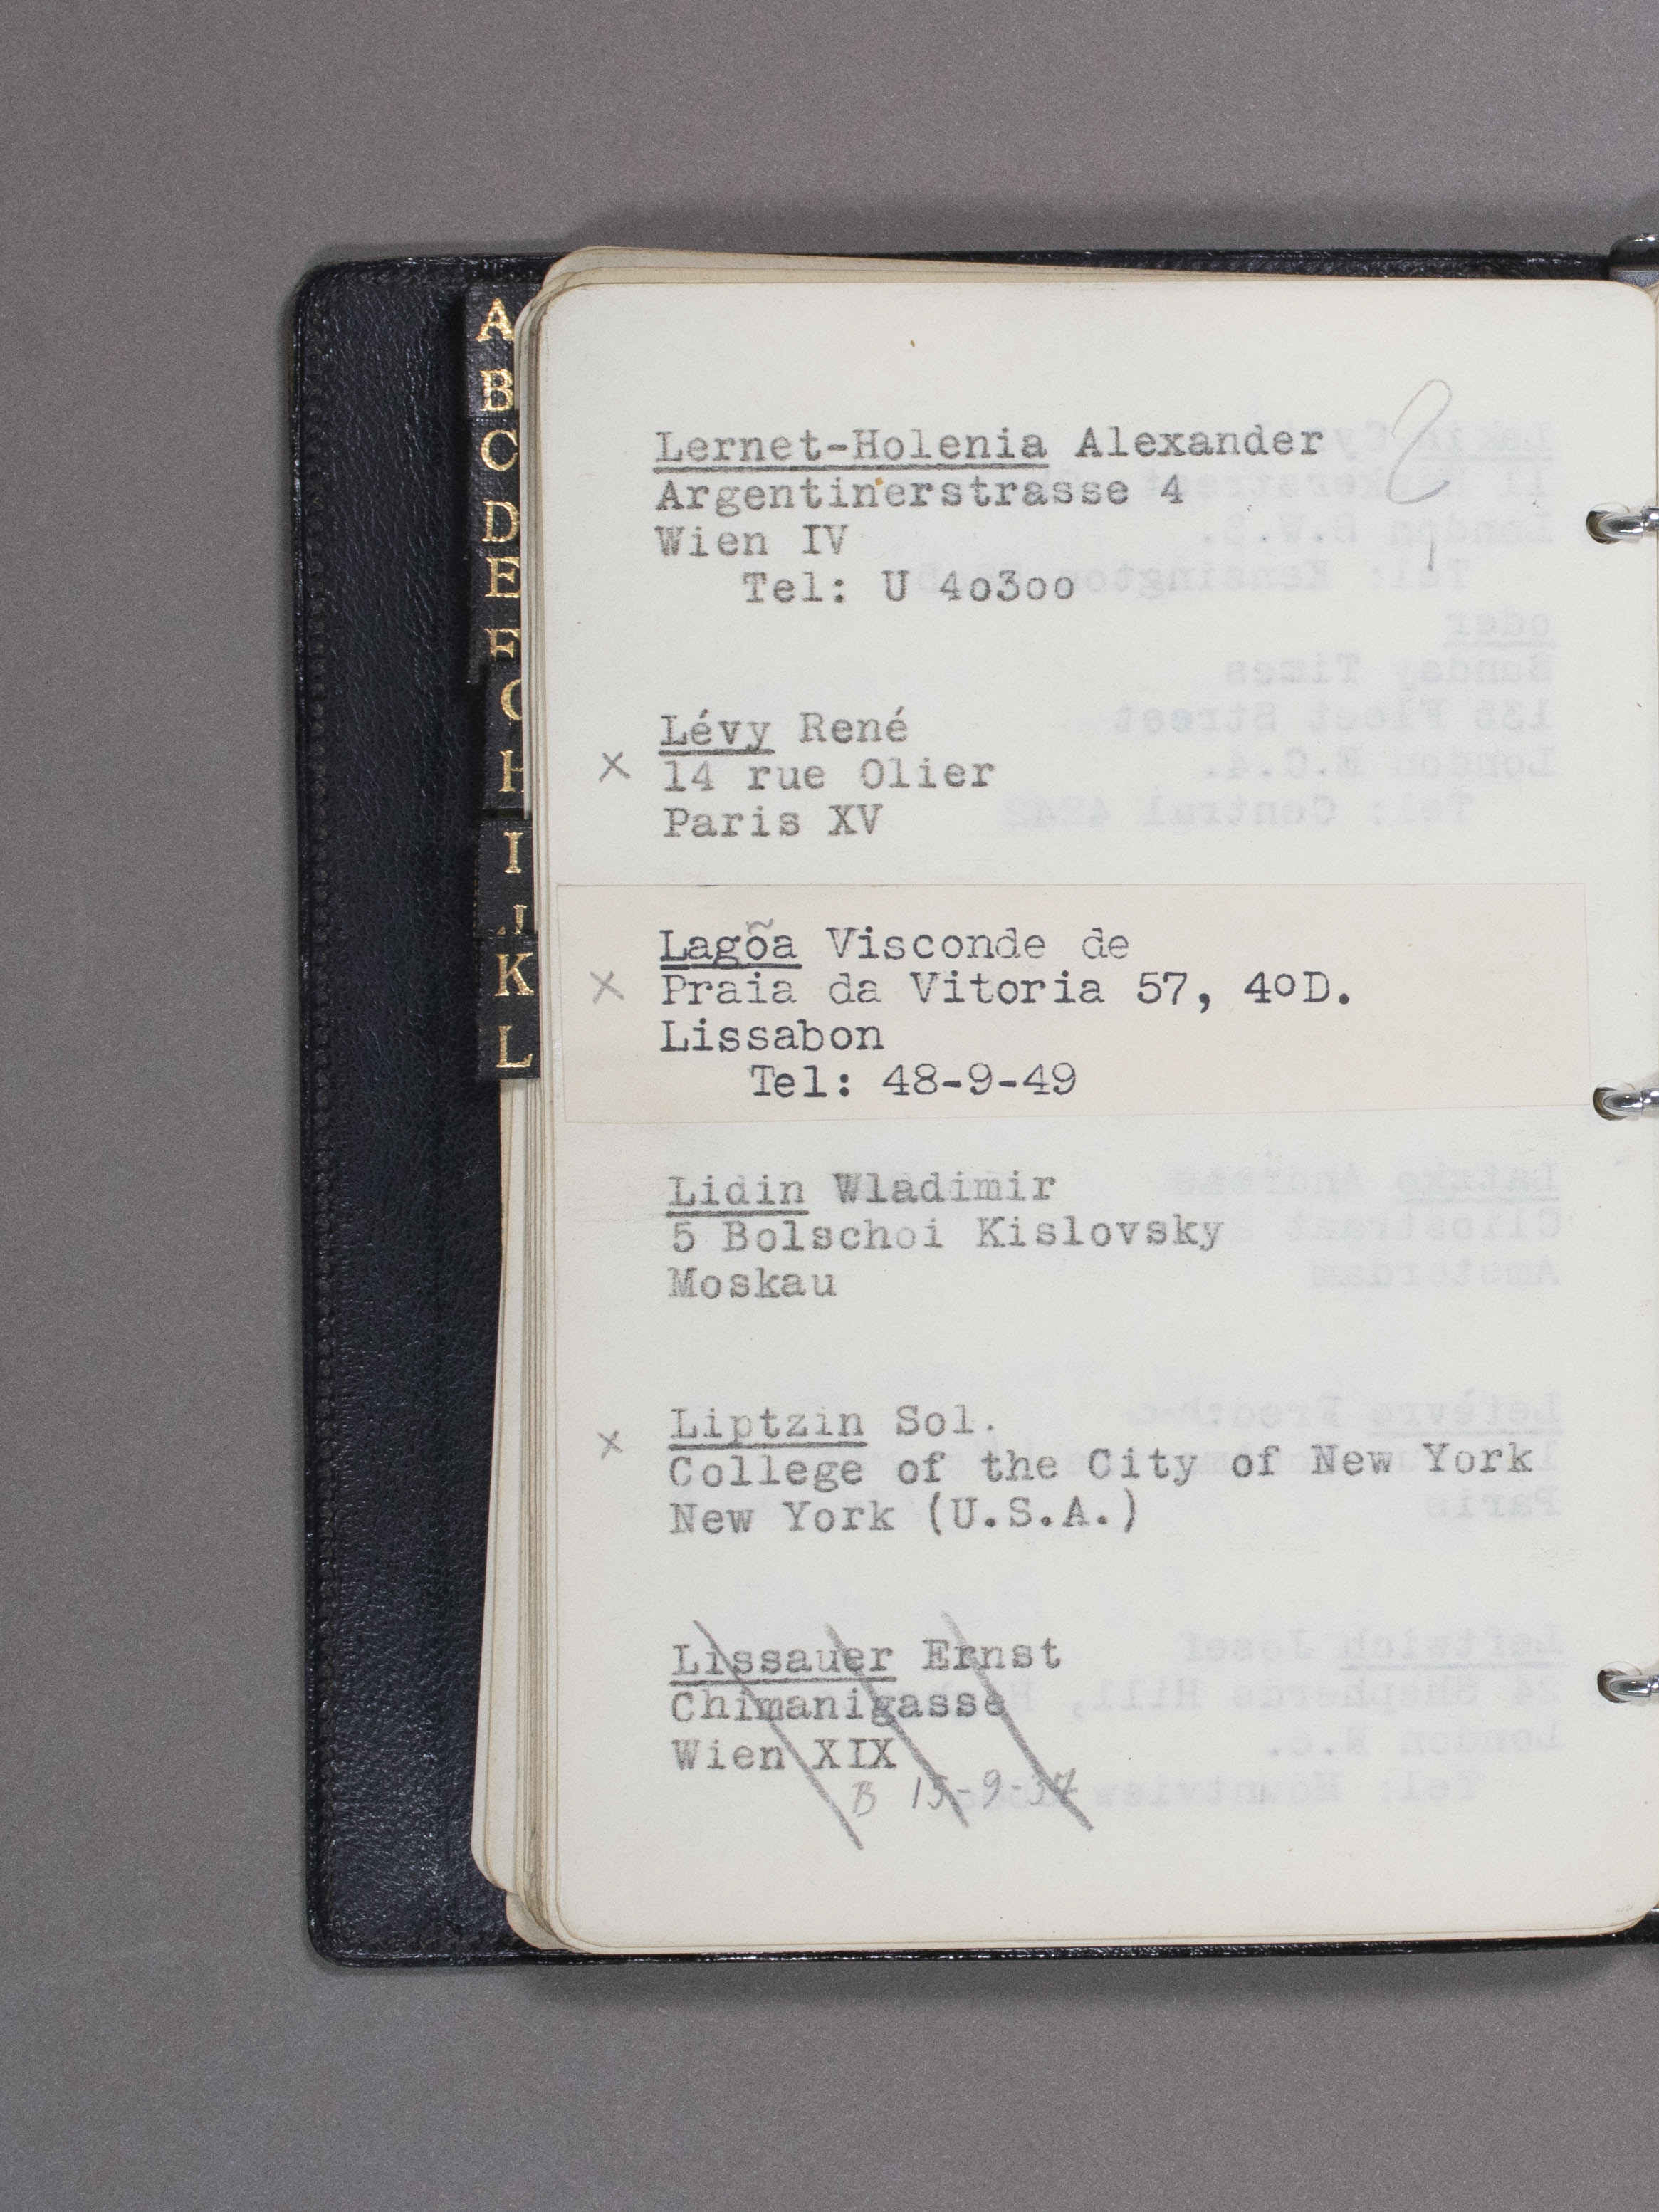 A
B
C
D
E
F
G
H
I
J
K
L
Lernet-Holenia Alexander
Argentinerstrasse 4
Wien IV
Tel: U 4o3oo
Lévy René
x 14 rue Olier
Paris XV
Lagõa Visconde de
x Praia da Vitoria 57, 4oD.
Lissabon
Tel: 48-9-49
Lidin Wladimir
5 Bolschoi Kislovsky
Moskau
x Liptzin Sol.
College of the City of New York
New York (U.S.A.)
Lissauer Ernst
Chimanigasse
Wien XIX
B 15-9-37